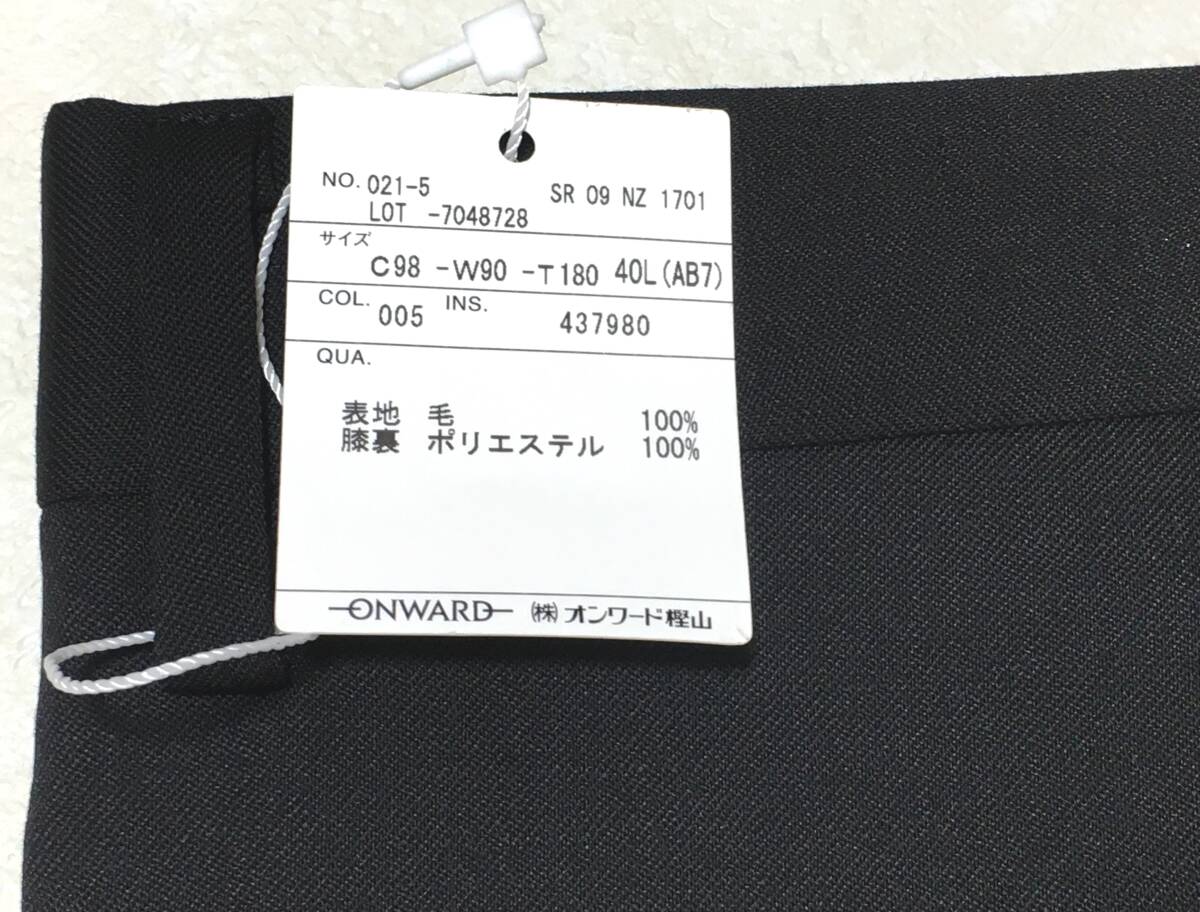 NO. 021-5 SR 09 NZ 1701
LOT -7048728
サイズ
C98 -W90 -T180 40L(AB7)
COL. 005 INS. 437980
QUA.
表地 毛 100%
膝裏 ポリエステル 100%
ONWARD ㈱オンワード樫山